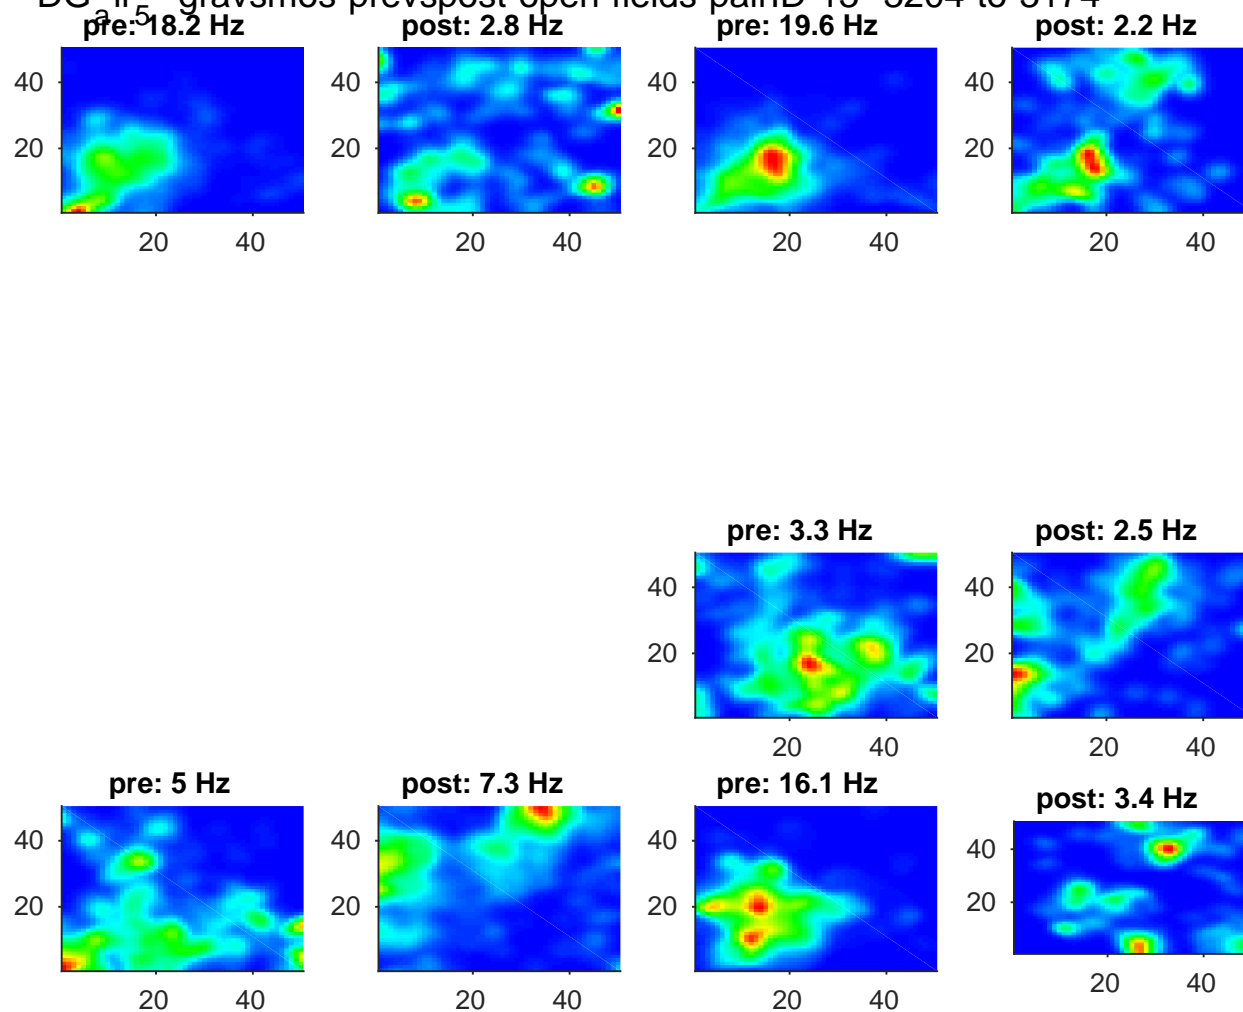 pre: 18.2 Hz post: 2.8 Hz pre: 19.6 Hz post: 2.2 Hz
40 40 40 40
20 20 20 20
20 40 20 40 20 40 20 40
pre: 3.3 Hz post: 2.5 Hz
40 40
20 20
20 40 20 40
pre: 5 Hz post: 7.3 Hz pre: 16.1 Hz post: 3.4 Hz
40 40 40 40
20 20 20 20
20 40 20 40 20 40 20 40